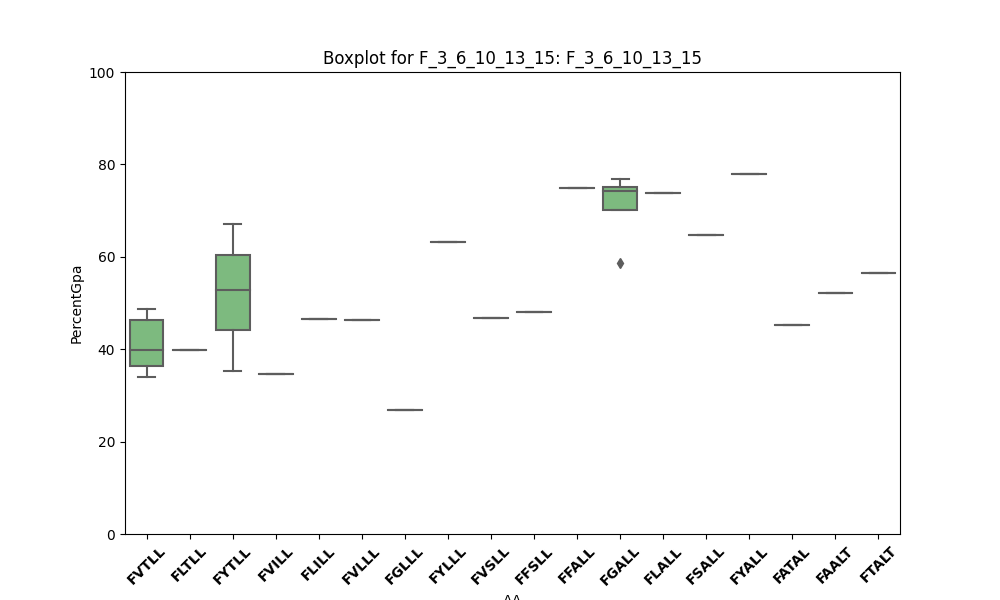 Boxplot for F_3_6_10_13_15: F_3_6_10_13_15
100
80
60
40
20
0
PercentGpa
FVTLL
FLTLL
FYTLL
FVILL
FLILL
FVLLL
FGLLL
FYLLL
FVSLL
FFSLL
FFALL
FGALL
FLALL
FSALL
FYALL
FATAL
FAALT
FTALT
AA